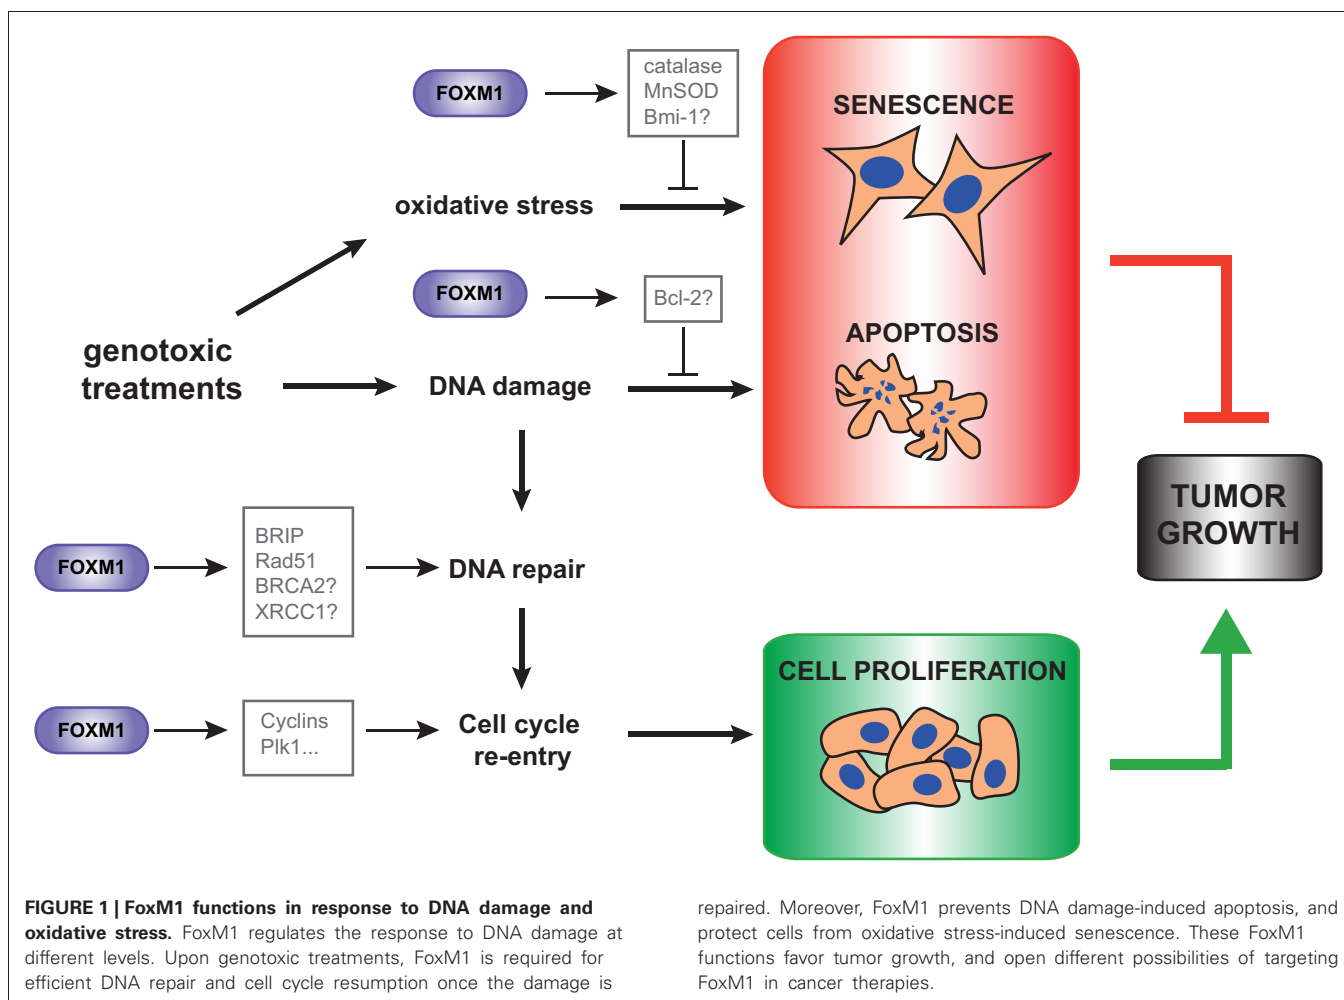 FOXM1
catalase
MnSOD
Bmi-1?
SENESCENCE
oxidative stress
FOXM1
Bcl-2?
APOPTOSIS
genotoxic
treatments
DNA damage
TUMOR
GROWTH
FOXM1
BRIP
Rad51
BRCA2?
XRCC1?
DNA repair
CELL PROLIFERATION
FOXM1
Cyclins
Plk1...
Cell cycle
re-entry
FIGURE 1 | FoxM1 functions in response to DNA damage and
oxidative stress. FoxM1 regulates the response to DNA damage at
different levels. Upon genotoxic treatments, FoxM1 is required for
efficient DNA repair and cell cycle resumption once the damage is
repaired. Moreover, FoxM1 prevents DNA damage-induced apoptosis, and
protect cells from oxidative stress-induced senescence. These FoxM1
functions favor tumor growth, and open different possibilities of targeting
FoxM1 in cancer therapies.